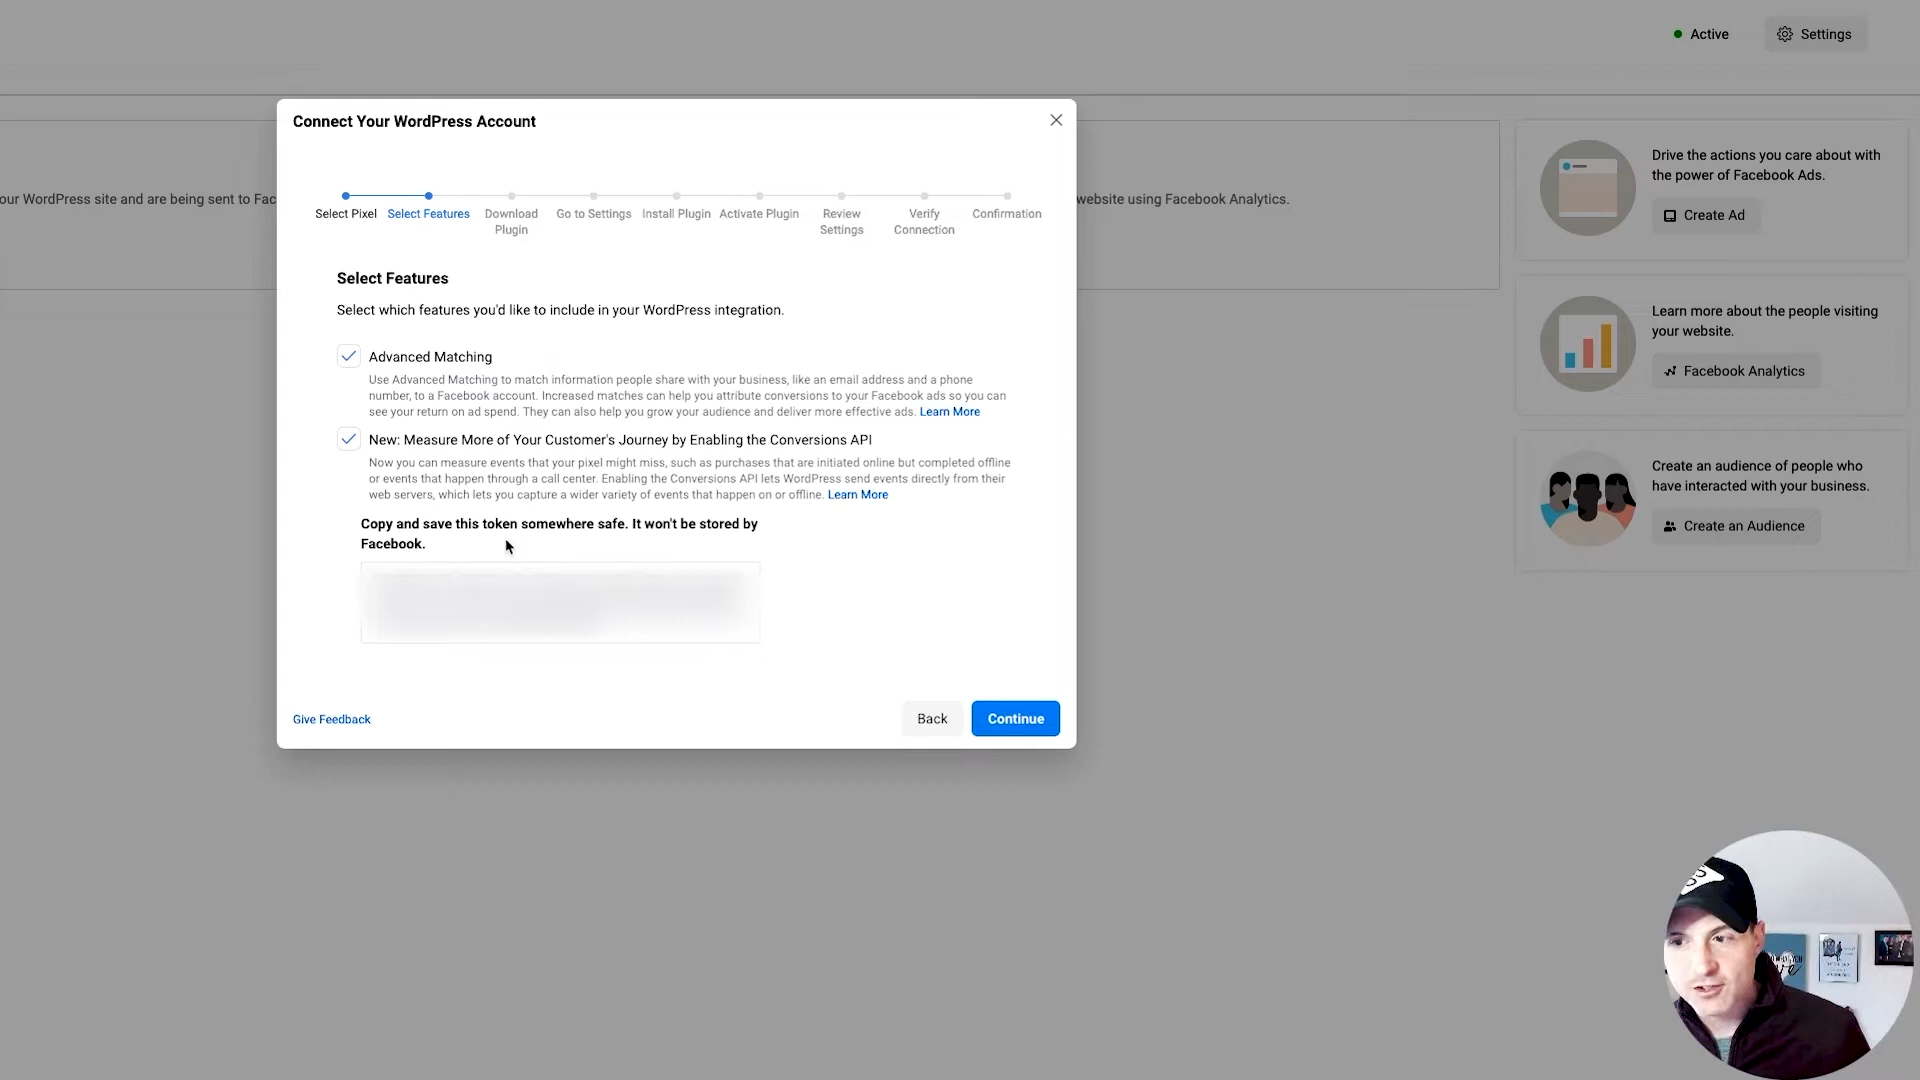 Active
Settings
Connect Your WordPress Account
our WordPress site and are being sent to Fac
website using Facebook Analytics.
Select Pixel
Select Features
Download
Plugin
Go to Settings
Install Plugin
Activate Plugin
Review
Settings
Verify
Connection
Confirmation
Select Features
Select which features you'd like to include in your WordPress integration.
Advanced Matching
Use Advanced Matching to match information people share with your business, like an email address and a phone
number, to a Facebook account. Increased matches can help you attribute conversions to your Facebook ads so you can
see your return on ad spend. They can also help you grow your audience and deliver more effective ads. Learn More
New: Measure More of Your Customer's Journey by Enabling the Conversions API
Now you can measure events that your pixel might miss, such as purchases that are initiated online but completed offline
or events that happen through a call center. Enabling the Conversions API lets WordPress send events directly from their
web servers, which lets you capture a wider variety of events that happen on or offline. Learn More
Copy and save this token somewhere safe. It won't be stored by
Facebook.
Give Feedback
Back
Continue
Drive the actions you care about with
the power of Facebook Ads.
Create Ad
Learn more about the people visiting
your website.
Facebook Analytics
Create an audience of people who
have interacted with your business.
Create an Audience